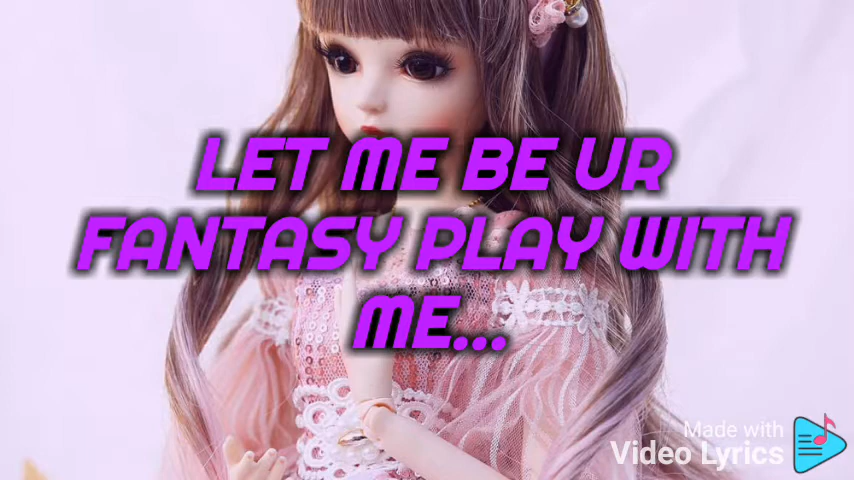 LET ME BE UR
FANTASY PLAY WITH
ME...
Made with
Video Lyrics